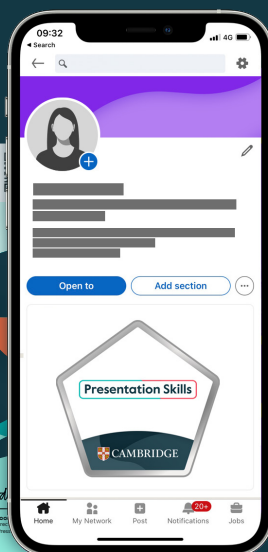 09:32
4G
Search
Open to
Add section
Presentation Skills
CAMBRIDGE
20+
Home
My Network
Post
Notifications
Jobs